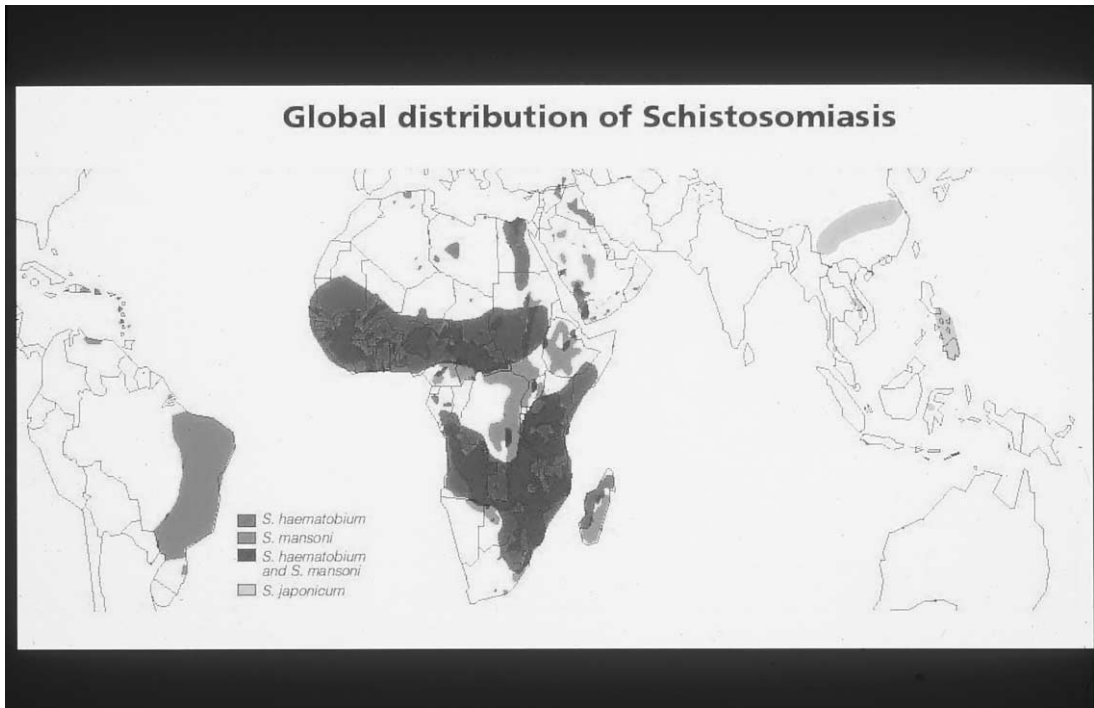 Global distribution of Schistosomiasis
S. haematobium
S. mansoni
S. haematobium
and S. mansoni
S. japonicum